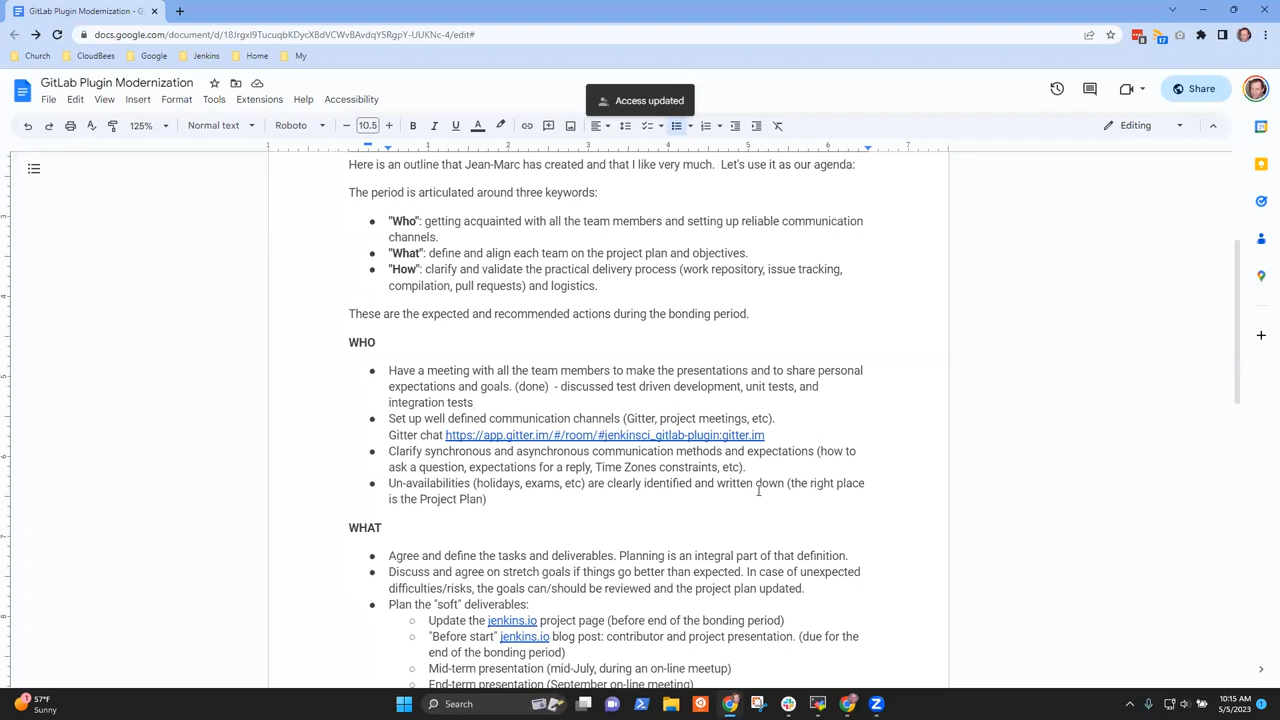 GitLab Plugin Modernization - G
docs.google.com/document/d/18JrgxI9TucuqbKDycXBdVCWvBAvdqY5RgpY-UUKNc-4/edit#
Church
CloudBees
Google
Jenkins
Home
My
GitLab Plugin Modernization
File
Edit
View
Insert
Format
Tools
Extensions
Help
Accessibility
Access updated
Share
125%
Normal text
Roboto
10.5
Editing
Here is an outline that Jean-Marc has created and that I like very much. Let's use it as our agenda:
The period is articulated around three keywords:
● "Who": getting acquainted with all the team members and setting up reliable communication
channels.
● "What": define and align each team on the project plan and objectives.
● "How": clarify and validate the practical delivery process (work repository, issue tracking,
compilation, pull requests) and logistics.
These are the expected and recommended actions during the bonding period.
WHO
● Have a meeting with all the team members to make the presentations and to share personal
expectations and goals. (done) - discussed test driven development, unit tests, and
integration tests
● Set up well defined communication channels (Gitter, project meetings, etc).
Gitter chat https://app.gitter.im/#/room/#jenkinsci_gitlab-plugin:gitter.im
● Clarify synchronous and asynchronous communication methods and expectations (how to
ask a question, expectations for a reply, Time Zones constraints, etc).
● Un-availabilities (holidays, exams, etc) are clearly identified and written down (the right place
is the Project Plan)
WHAT
● Agree and define the tasks and deliverables. Planning is an integral part of that definition.
● Discuss and agree on stretch goals if things go better than expected. In case of unexpected
difficulties/risks, the goals can/should be reviewed and the project plan updated.
● Plan the "soft" deliverables:
○ Update the jenkins.io project page (before end of the bonding period)
○ "Before start" jenkins.io blog post: contributor and project presentation. (due for the
end of the bonding period)
○ Mid-term presentation (mid-July, during an on-line meetup)
○ End-term presentation (September on-line meeting)
57°F
Sunny
Search
10:15 AM
5/5/2023